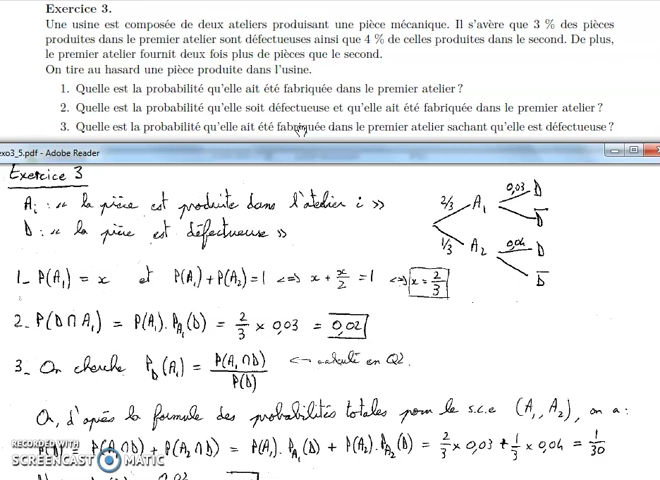 Exercice 3.
Une usine est composée de deux ateliers produisant une pièce mécanique. Il s'avère que 3 % des pièces
produites dans le premier atelier sont défectueuses ainsi que 4 % de celles produites dans le second. De plus,
le premier atelier fournit deux fois plus de pièces que le second.
On tire au hasard une pièce produite dans l'usine.
1. Quelle est la probabilité qu'elle ait été fabriquée dans le premier atelier ?
2. Quelle est la probabilité qu'elle soit défectueuse et qu'elle ait été fabriquée dans le premier atelier ?
3. Quelle est la probabilité qu'elle ait été fabriquée dans le premier atelier sachant qu'elle est défectueuse ?
exo3_5.pdf - Adobe Reader
Exercice 3
A_i : « la pièce est produite dans l'atelier i »
D : « la pièce est défectueuse »
2/3 A₁ 0,03 D
D̅
1/3 A₂ 0,04 D
D̅
1_ P(A₁) = x et P(A₁) + P(A₂) = 1 ⟺ x + x/2 = 1 ⟺ x = 2/3
2_ P(D∩A₁) = P(A₁). P_A₁(D) = 2/3 × 0,03 = 0,02
3_ On cherche P_D(A₁) = P(A₁∩D)/P(D) ← calculé en Q2.
Or, d'après la formule des probabilités totales pour le s.c.e (A₁, A₂), on a :
P(D) = P(A₁∩D) + P(A₂∩D) = P(A₁). P_A₁(D) + P(A₂). P_A₂(D) = 2/3 × 0,03 + 1/3 × 0,04 = 1/30
RECORDED WITH
SCREENCAST MATIC